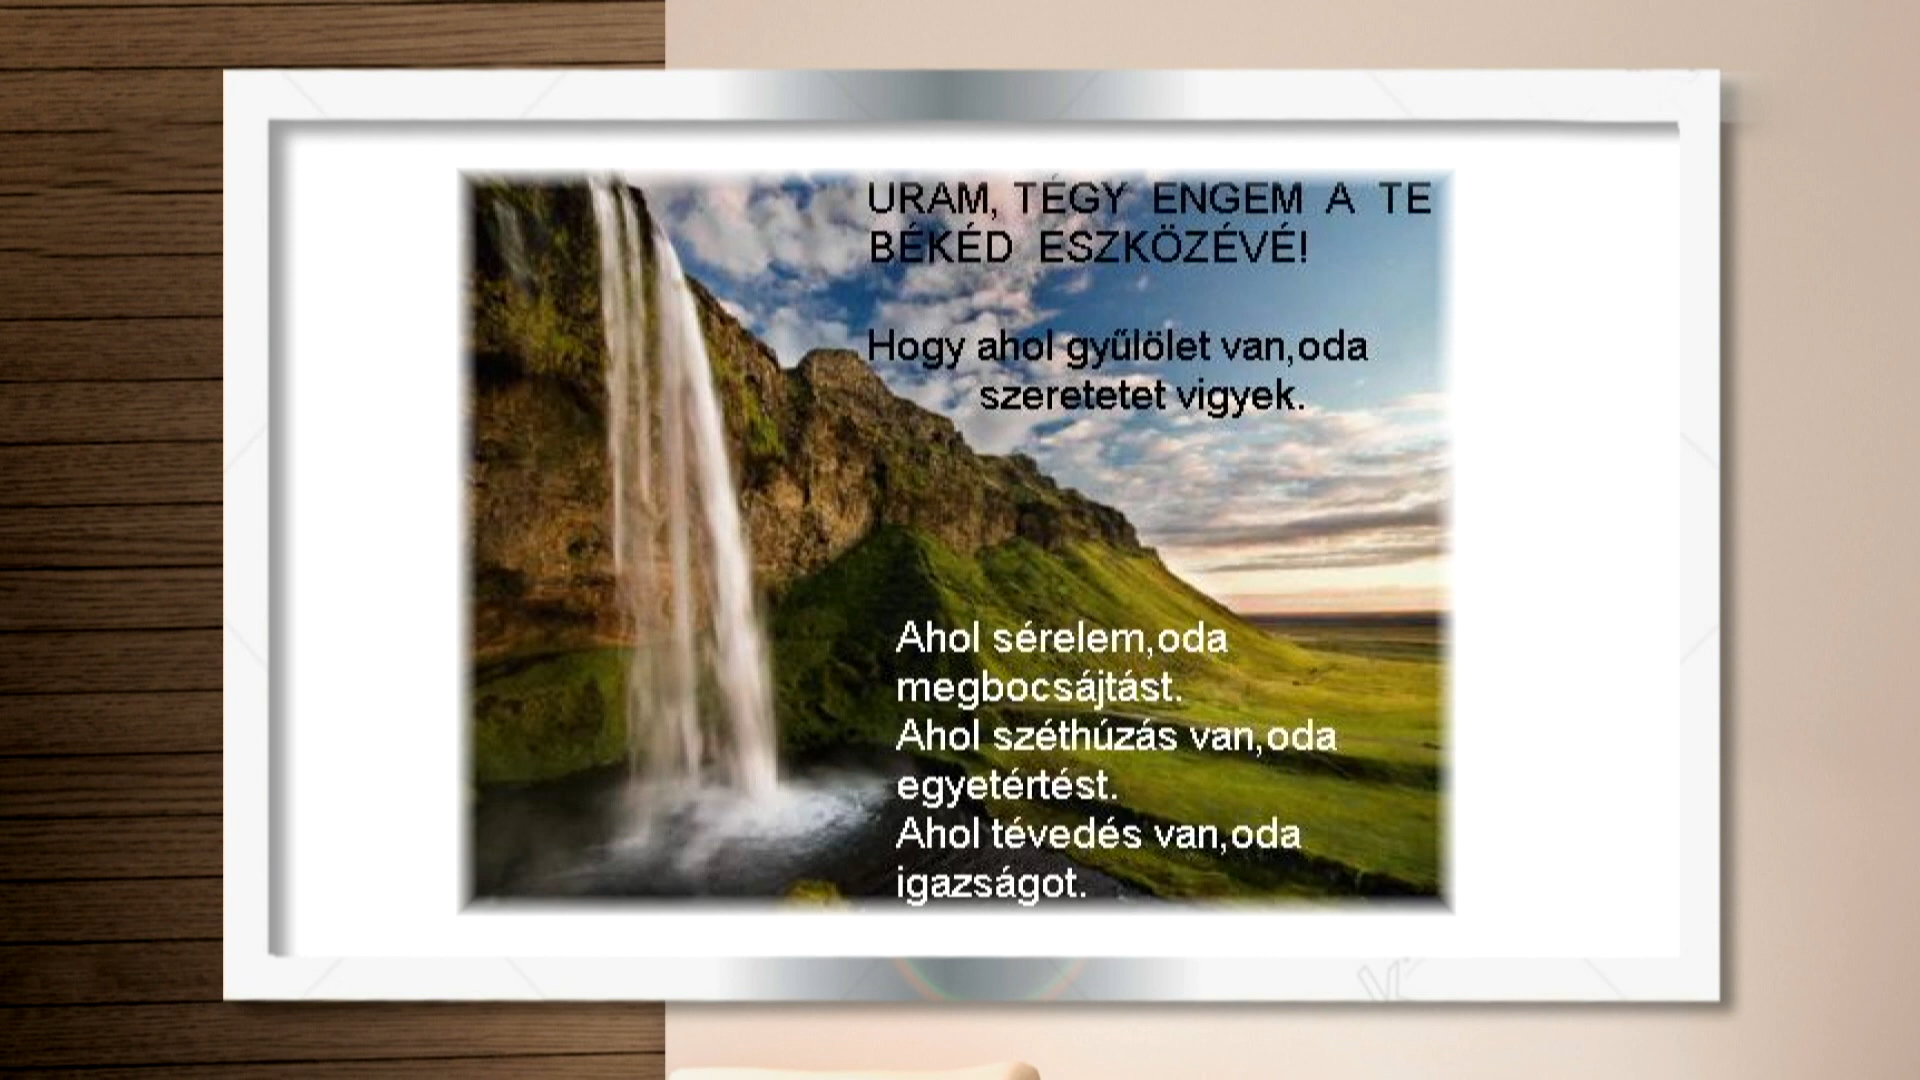 URAM, TÉGY ENGEM A TE
BÉKÉD ESZKÖZÉVÉ!
Hogy ahol gyűlölet van,oda
szeretetet vigyek.
Ahol sérelem,oda
megbocsájtást.
Ahol széthúzás van,oda
egyetértést.
Ahol tévedés van,oda
igazságot.